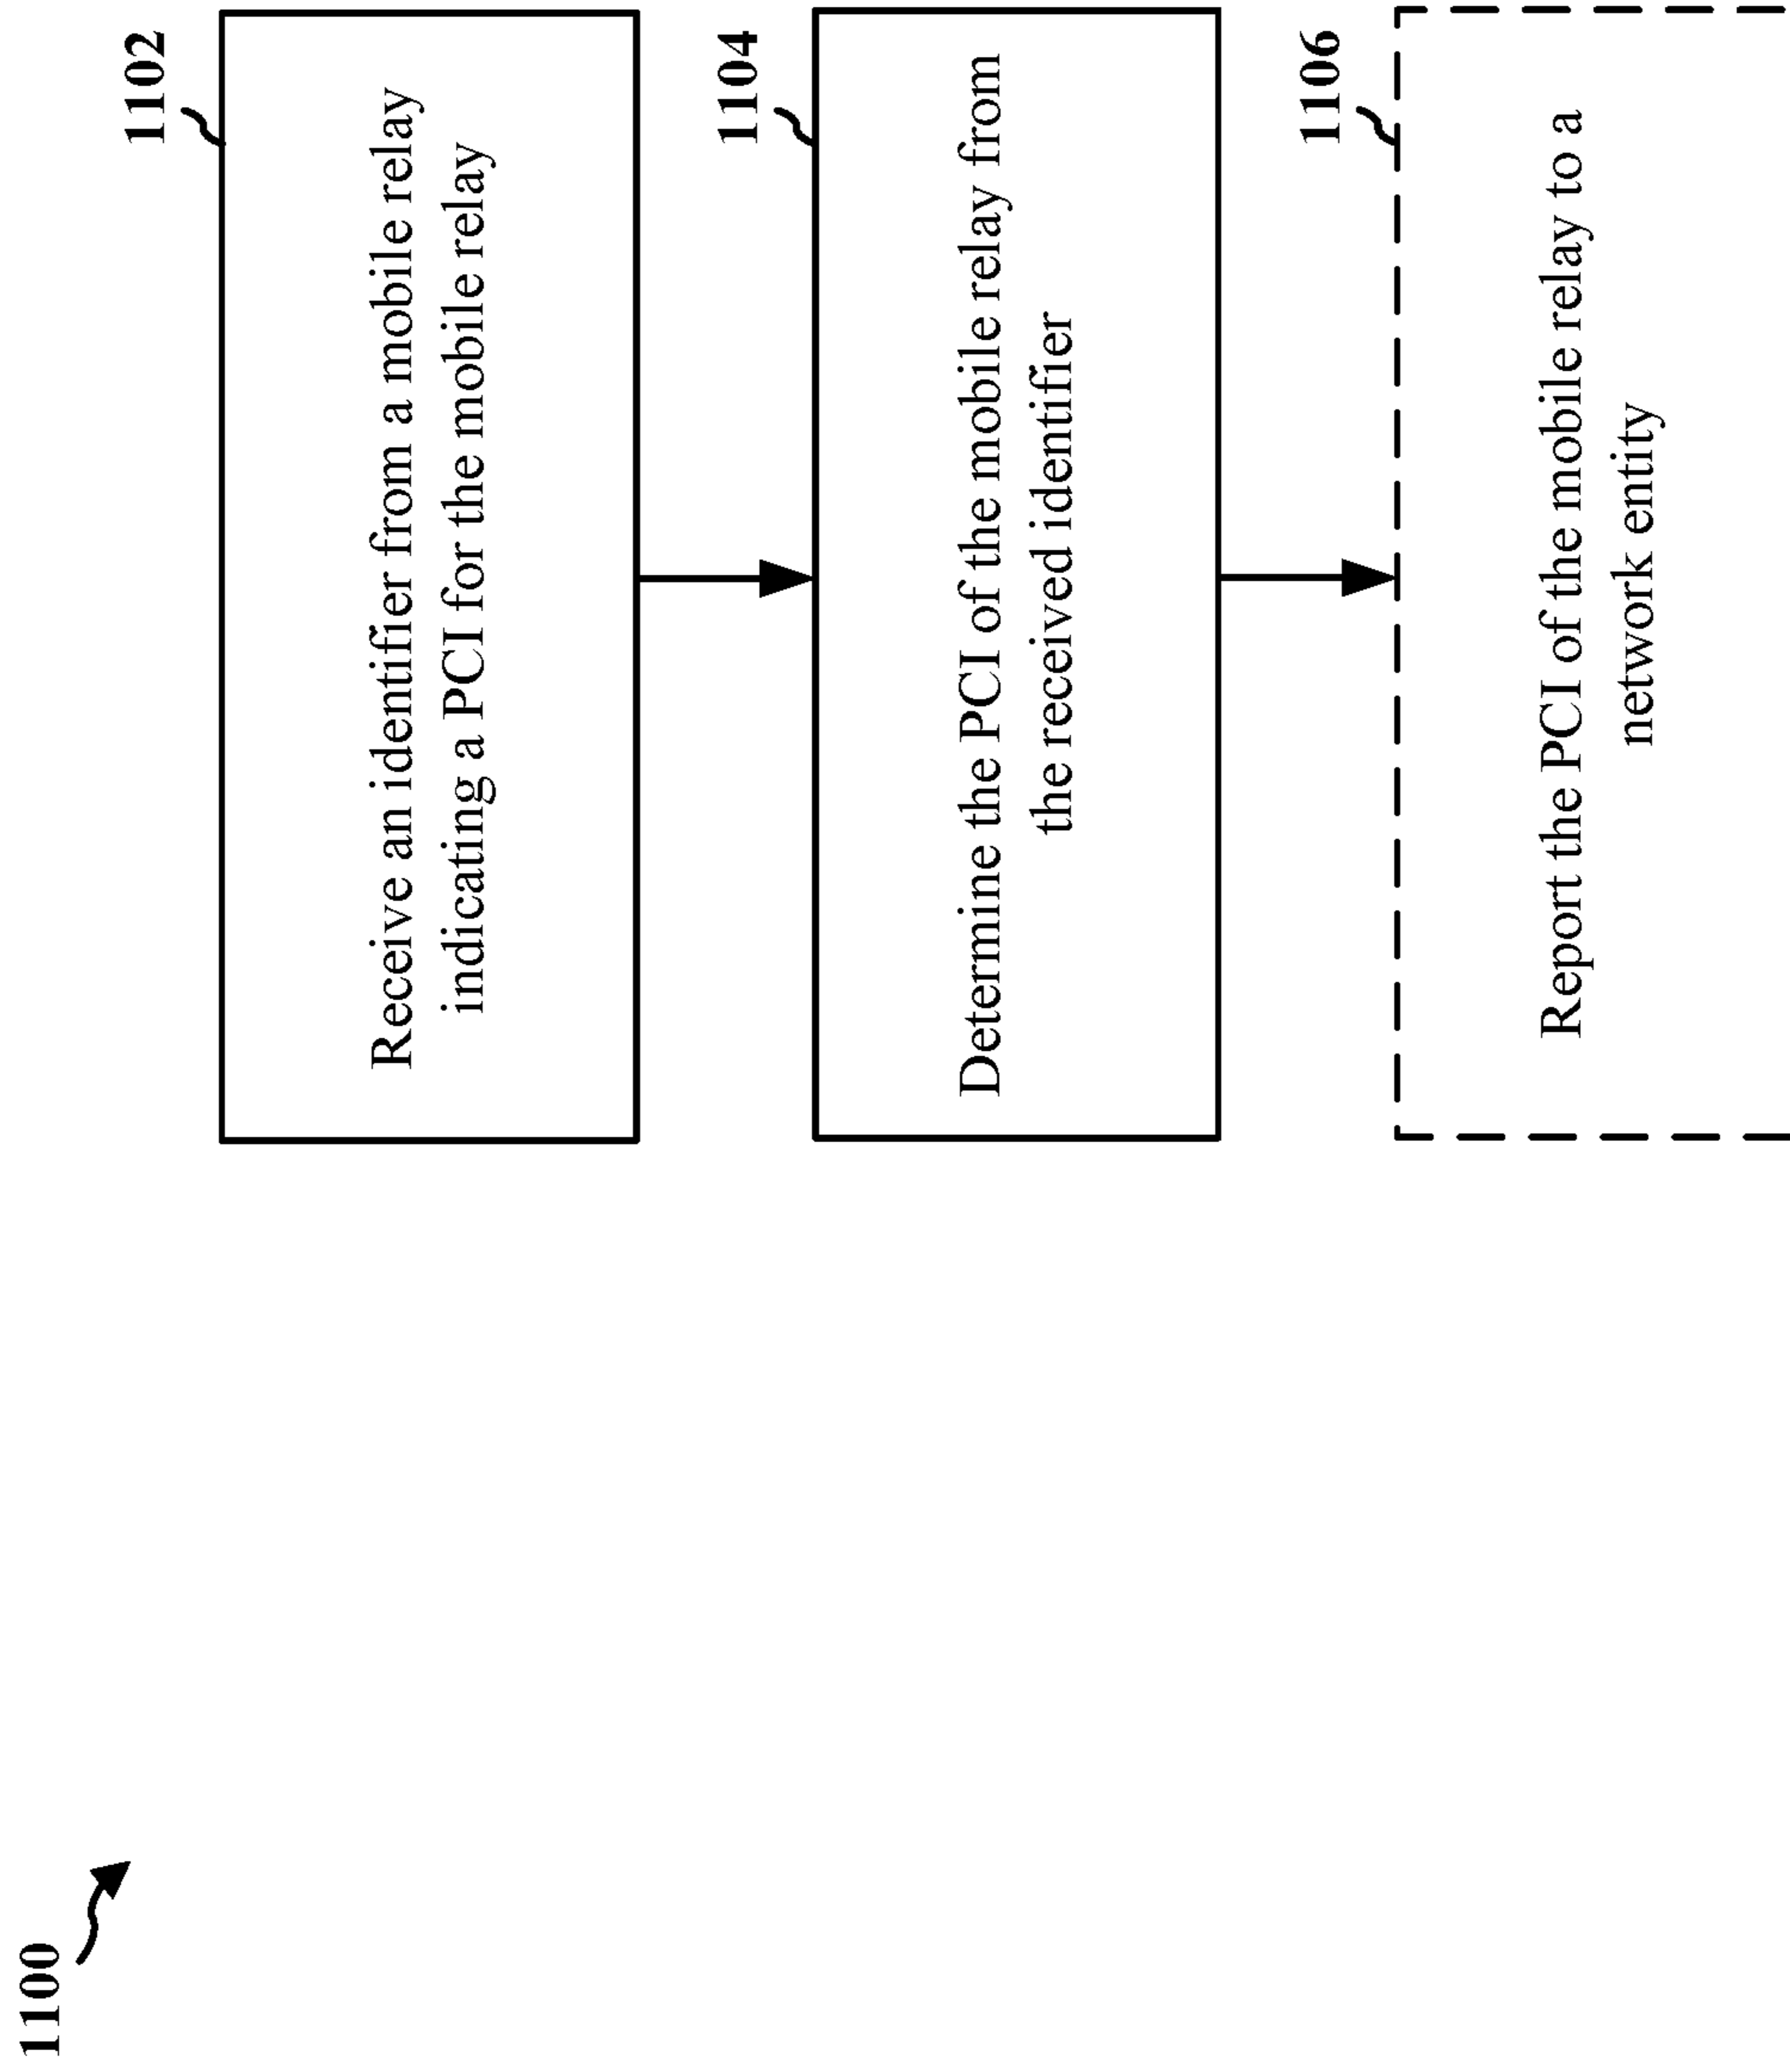 1100
1102
Receive an identifier from a mobile relay
indicating a PCI for the mobile relay
1104
Determine the PCI of the mobile relay from
the received identifier
1106
Report the PCI of the mobile relay to a
network entity